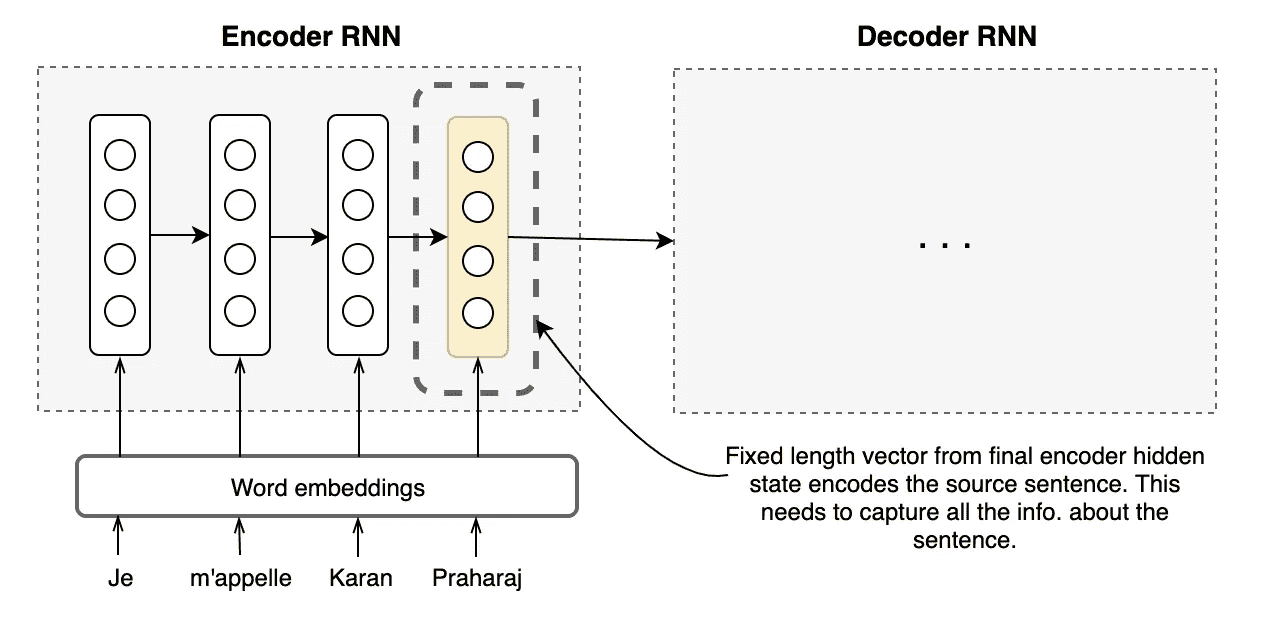 Encoder RNN
Decoder RNN
. . .
Word embeddings
Fixed length vector from final encoder hidden
state encodes the source sentence. This
needs to capture all the info. about the
sentence.
Je m'appelle Karan Praharaj